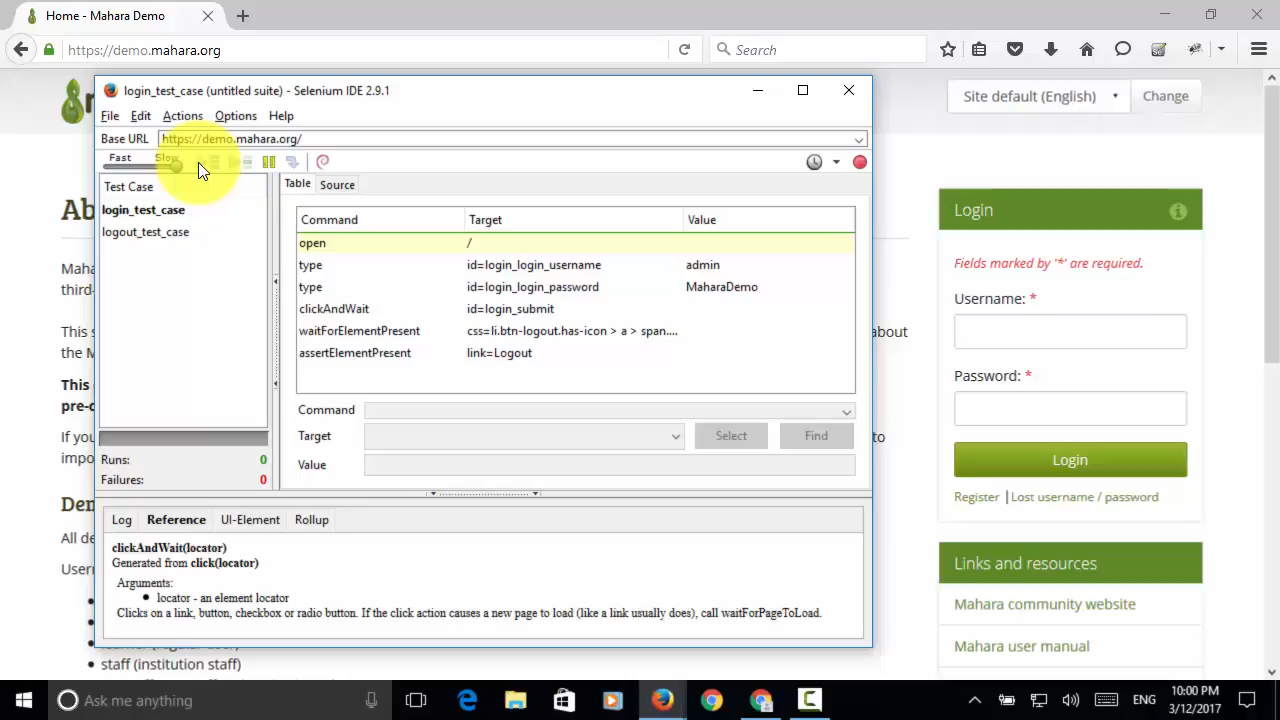 Home - Mahara Demo
https://demo.mahara.org
Search
login_test_case (untitled suite) - Selenium IDE 2.9.1
File Edit Actions Options Help
Base URL https://demo.mahara.org/
Fast Slow
Test Case
login_test_case
logout_test_case
Table Source
Command Target Value
open /
type id=login_login_username admin
type id=login_login_password MaharaDemo
clickAndWait id=login_submit
waitForElementPresent css=li.btn-logout.has-icon > a > span....
assertElementPresent link=Logout
Command
Target Select Find
Value
Runs: 0
Failures: 0
Log Reference UI-Element Rollup
clickAndWait(locator)
Generated from click(locator)
Arguments:
locator - an element locator
Clicks on a link, button, checkbox or radio button. If the click action causes a new page to load (like a link usually does), call waitForPageToLoad.
Site default (English) Change
Ab
Maha
third-
This s
about
the M
This
pre-c
If you
to
impo
Den
All de
Usern
staff (institution staff)
Login
Fields marked by '*' are required.
Username: *
Password: *
Login
Register | Lost username / password
Links and resources
Mahara community website
Mahara user manual
Ask me anything
ENG
10:00 PM
3/12/2017